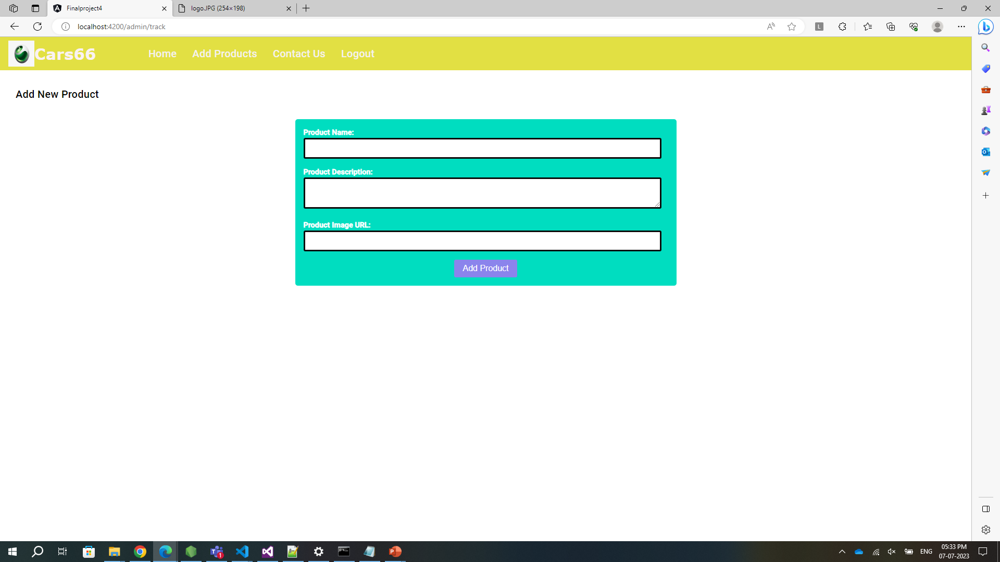 Finalproject4
logo.JPG (254×198)
localhost:4200/admin/track
L
Cars66
Home
Add Products
Contact Us
Logout
Add New Product
Product Name:
Product Description:
Product Image URL:
Add Product
1
ENG
05:33 PM
07-07-2023